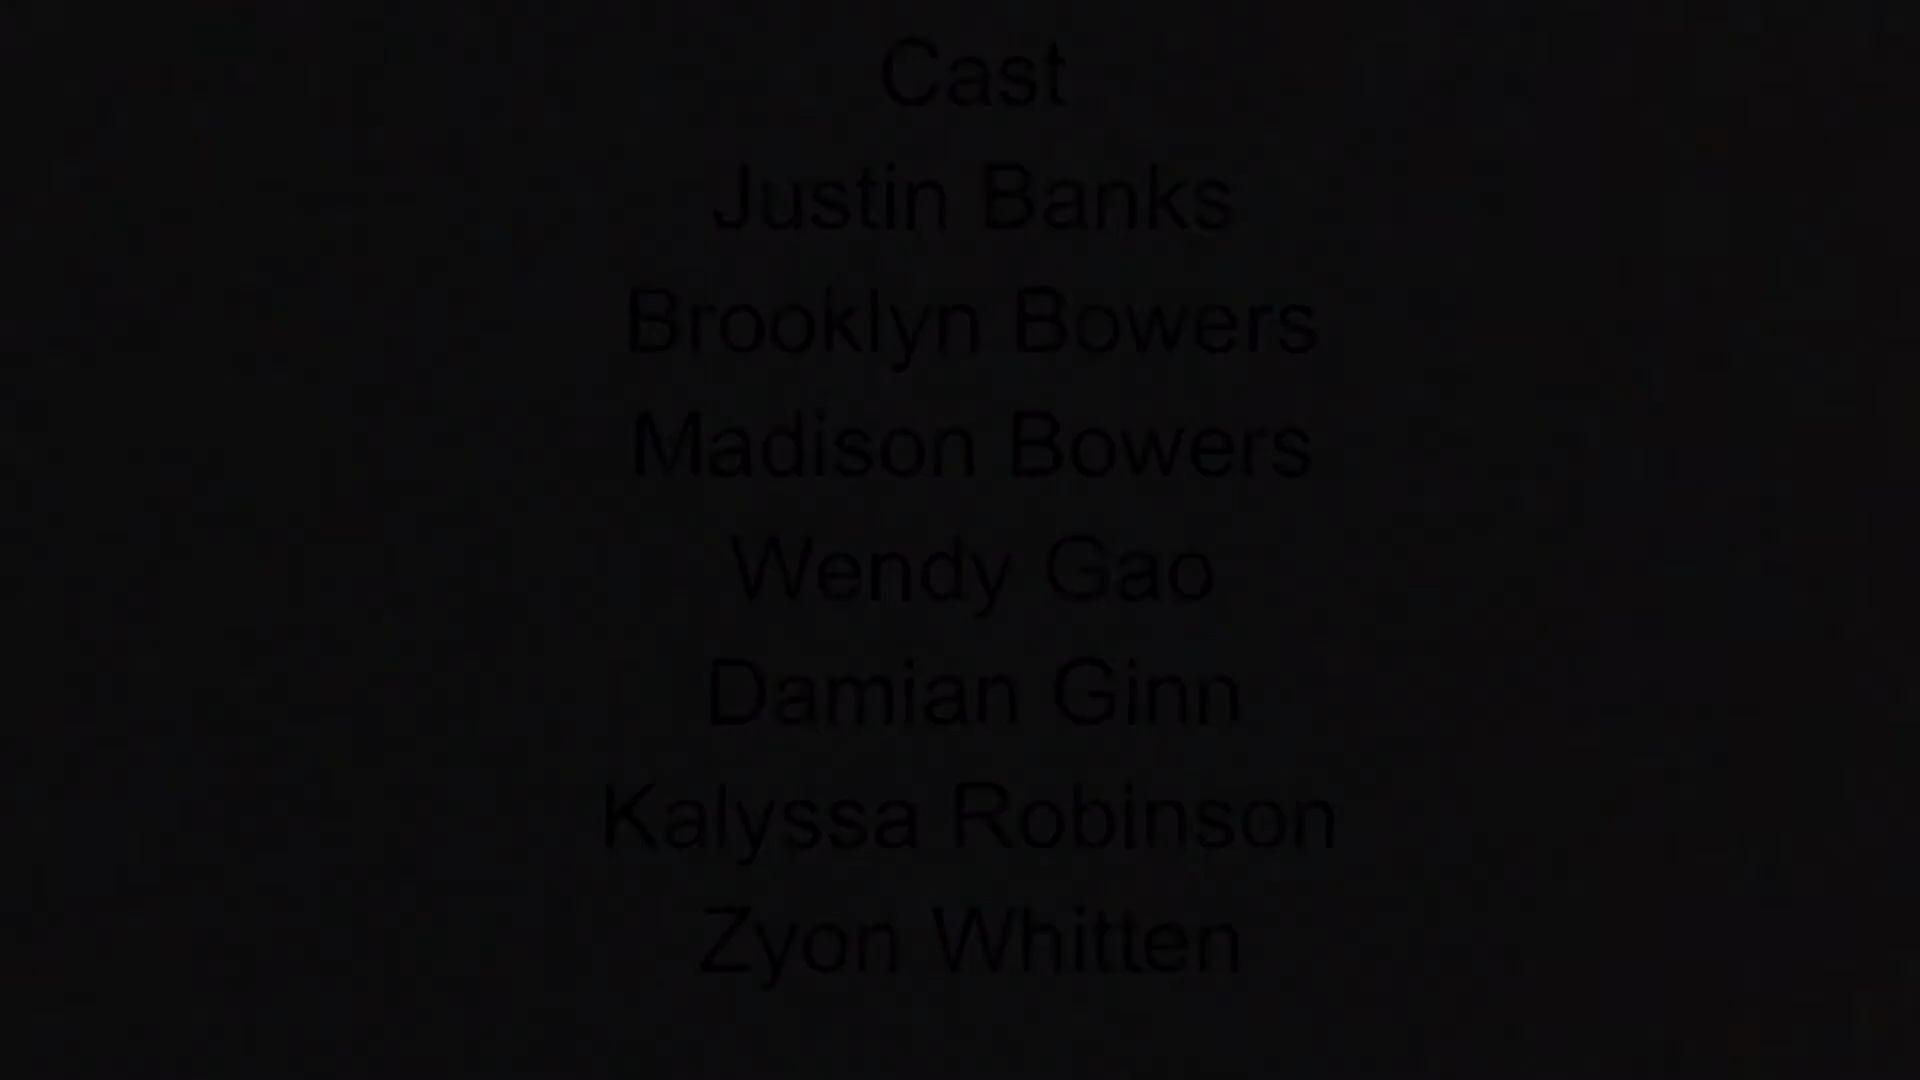 Cast
Justin Banks
Brooklyn Bowers
Madison Bowers
Wendy Gao
Damian Ginn
Kalyssa Robinson
Zyon Whitten